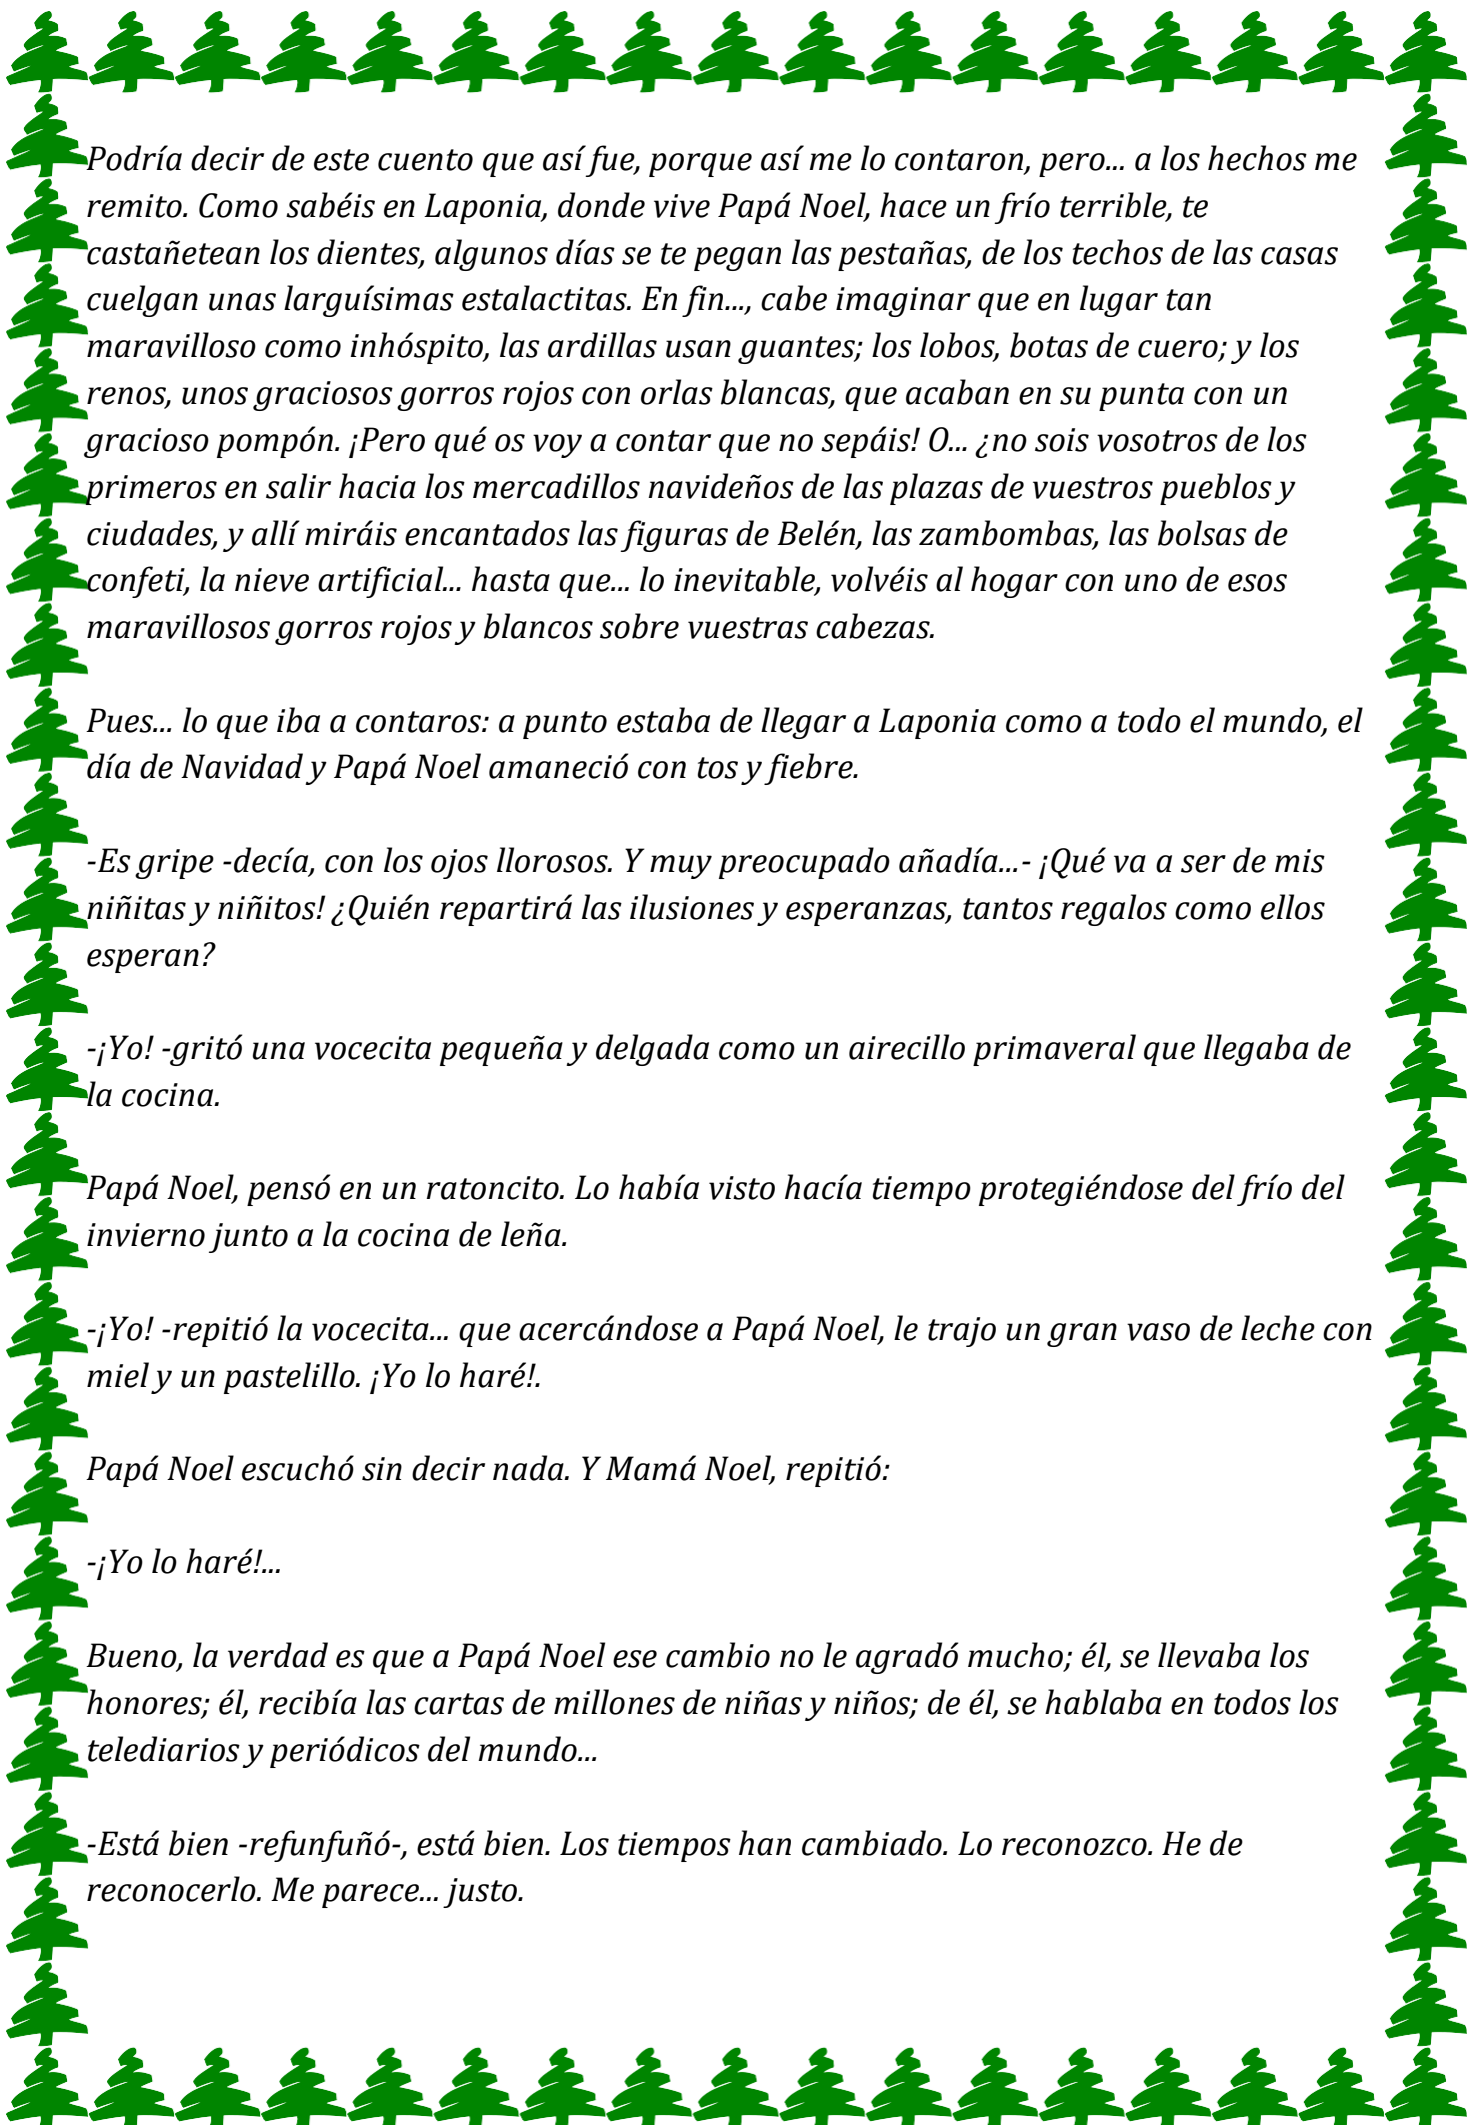 Podría decir de este cuento que así fue, porque así me lo contaron, pero... a los hechos me
remito. Como sabéis en Laponia, donde vive Papá Noel, hace un frío terrible, te
castañetean los dientes, algunos días se te pegan las pestañas, de los techos de las casas
cuelgan unas larguísimas estalactitas. En fin..., cabe imaginar que en lugar tan
maravilloso como inhóspito, las ardillas usan guantes; los lobos, botas de cuero; y los
renos, unos graciosos gorros rojos con orlas blancas, que acaban en su punta con un
gracioso pompón. ¡Pero qué os voy a contar que no sepáis! O... ¿no sois vosotros de los
primeros en salir hacia los mercadillos navideños de las plazas de vuestros pueblos y
ciudades, y allí miráis encantados las figuras de Belén, las zambombas, las bolsas de
confeti, la nieve artificial... hasta que... lo inevitable, volvéis al hogar con uno de esos
maravillosos gorros rojos y blancos sobre vuestras cabezas.
Pues... lo que iba a contaros: a punto estaba de llegar a Laponia como a todo el mundo, el
día de Navidad y Papá Noel amaneció con tos y fiebre.
-Es gripe -decía, con los ojos llorosos. Y muy preocupado añadía...- ¡Qué va a ser de mis
niñitas y niñitos! ¿Quién repartirá las ilusiones y esperanzas, tantos regalos como ellos
esperan?
-¡Yo! -gritó una vocecita pequeña y delgada como un airecillo primaveral que llegaba de
la cocina.
Papá Noel, pensó en un ratoncito. Lo había visto hacía tiempo protegiéndose del frío del
invierno junto a la cocina de leña.
-¡Yo! -repitió la vocecita... que acercándose a Papá Noel, le trajo un gran vaso de leche con
miel y un pastelillo. ¡Yo lo haré!.
Papá Noel escuchó sin decir nada. Y Mamá Noel, repitió:
-¡Yo lo haré!...
Bueno, la verdad es que a Papá Noel ese cambio no le agradó mucho; él, se llevaba los
honores; él, recibía las cartas de millones de niñas y niños; de él, se hablaba en todos los
telediarios y periódicos del mundo...
-Está bien -refunfuñó-, está bien. Los tiempos han cambiado. Lo reconozco. He de
reconocerlo. Me parece... justo.